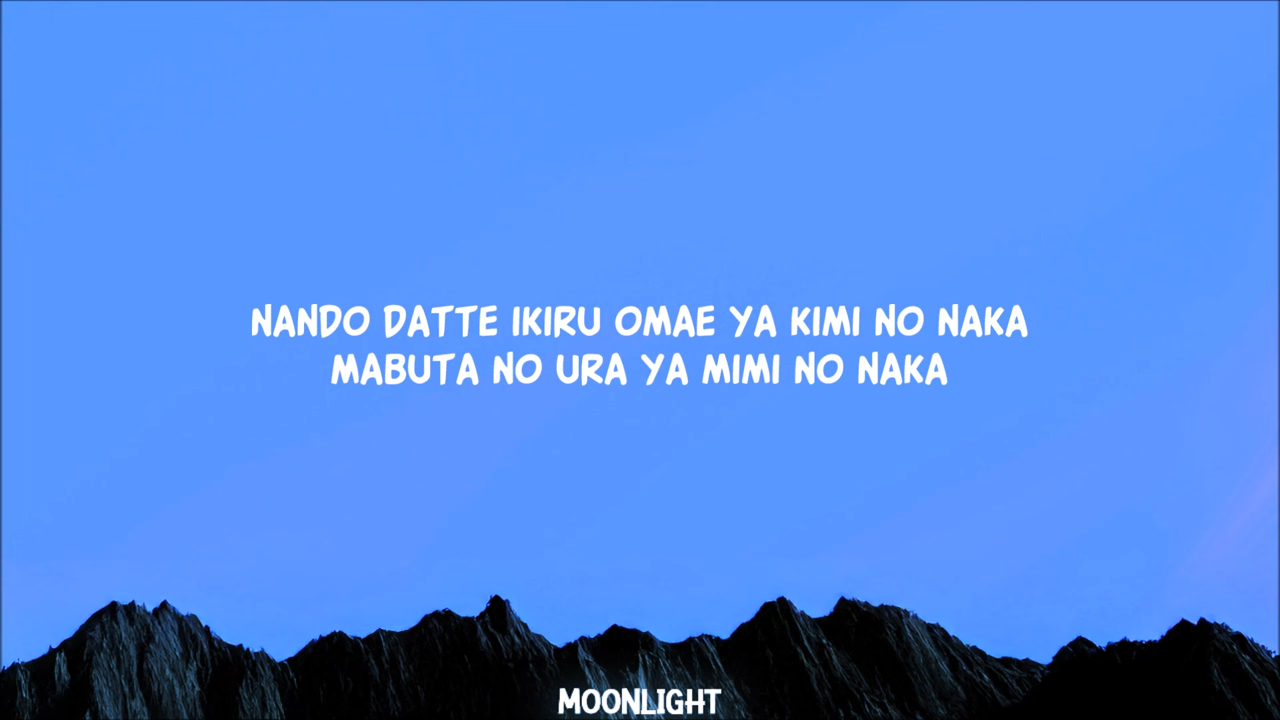 NANDO DATTE IKIRU OMAE YA KIMI NO NAKA
MABUTA NO URA YA MIMI NO NAKA
MOONLIGHT